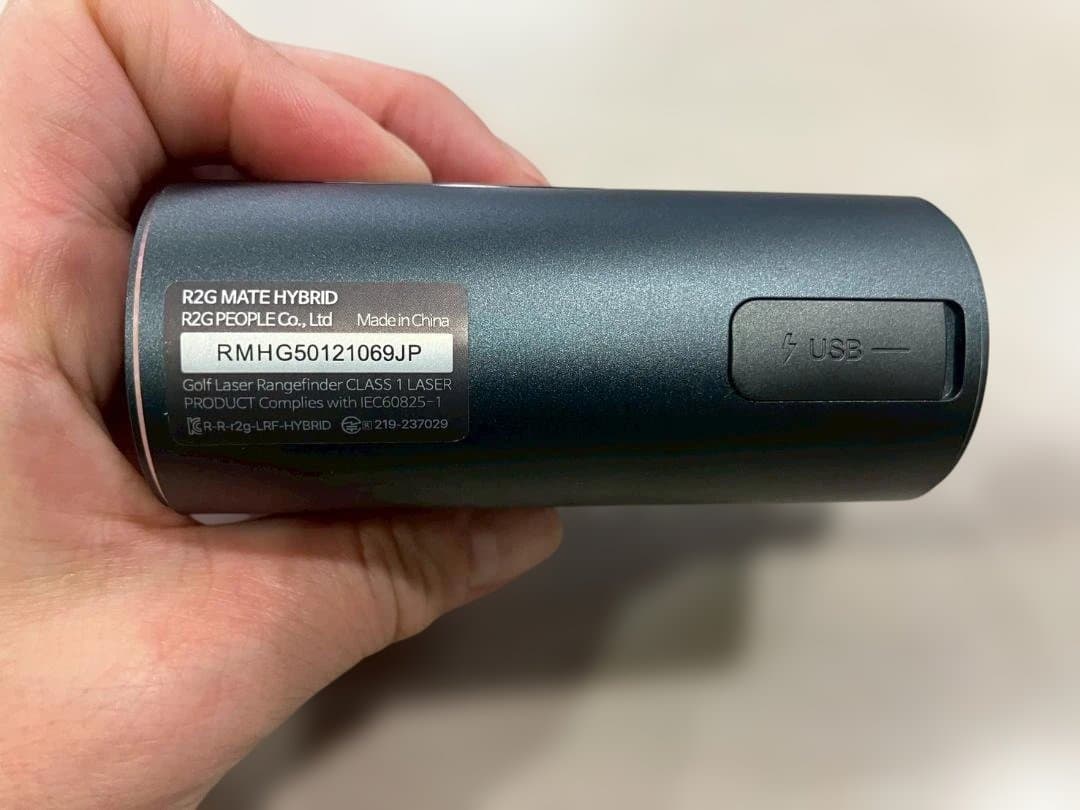 R2G MATE HYBRID
R2G PEOPLE Co., Ltd Made in China
RMHG50121069JP
Golf Laser Rangefinder CLASS 1 LASER
PRODUCT Complies with IEC60825-1
R-R-r2g-LRF-HYBRID R 219-237029
USB